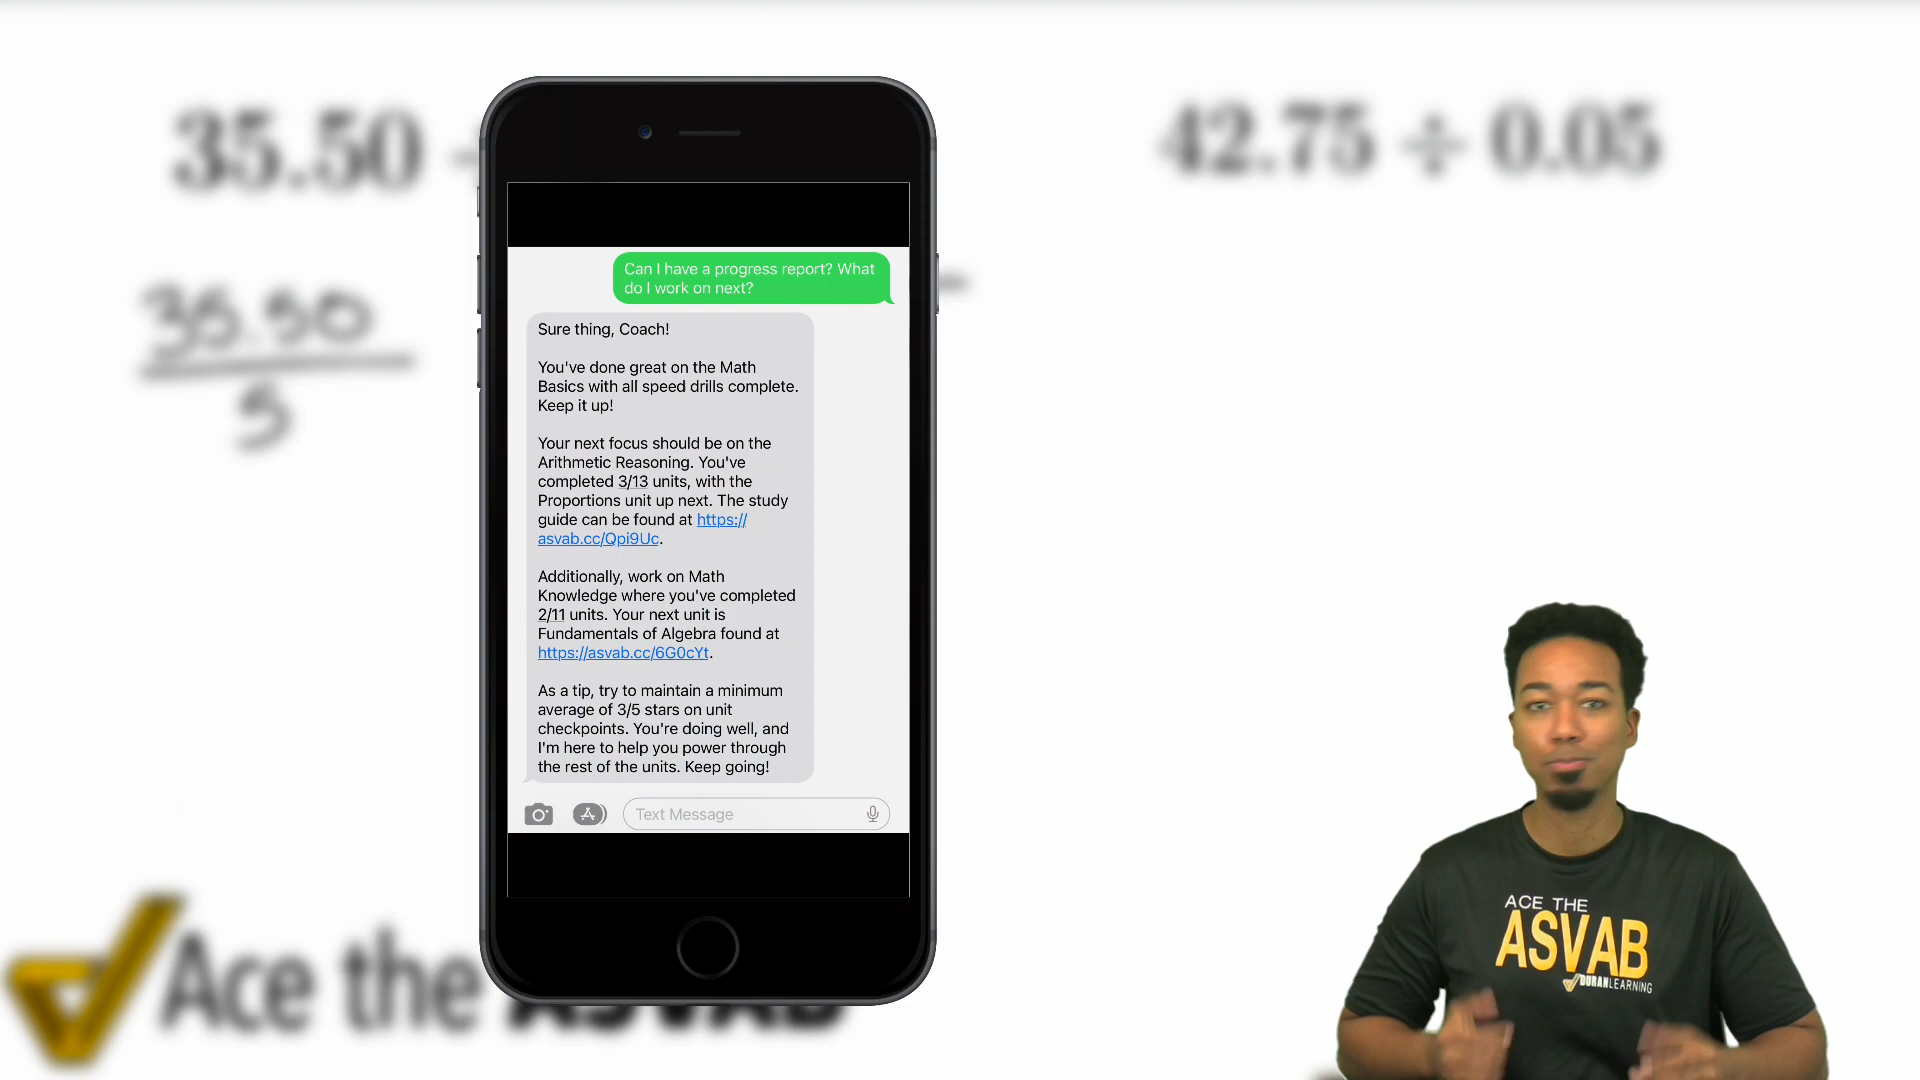 35.50 -
42.75 ÷ 0.05
35.50
5
Can I have a progress report? What
do I work on next?
Sure thing, Coach!
You've done great on the Math
Basics with all speed drills complete.
Keep it up!
Your next focus should be on the
Arithmetic Reasoning. You've
completed 3/13 units, with the
Proportions unit up next. The study
guide can be found at https://
asvab.cc/Qpi9Uc.
Additionally, work on Math
Knowledge where you've completed
2/11 units. Your next unit is
Fundamentals of Algebra found at
https://asvab.cc/6G0cYt.
As a tip, try to maintain a minimum
average of 3/5 stars on unit
checkpoints. You're doing well, and
I'm here to help you power through
the rest of the units. Keep going!
Text Message
Ace the ASVAB
ACE THE
ASVAB
DURANLEARNING